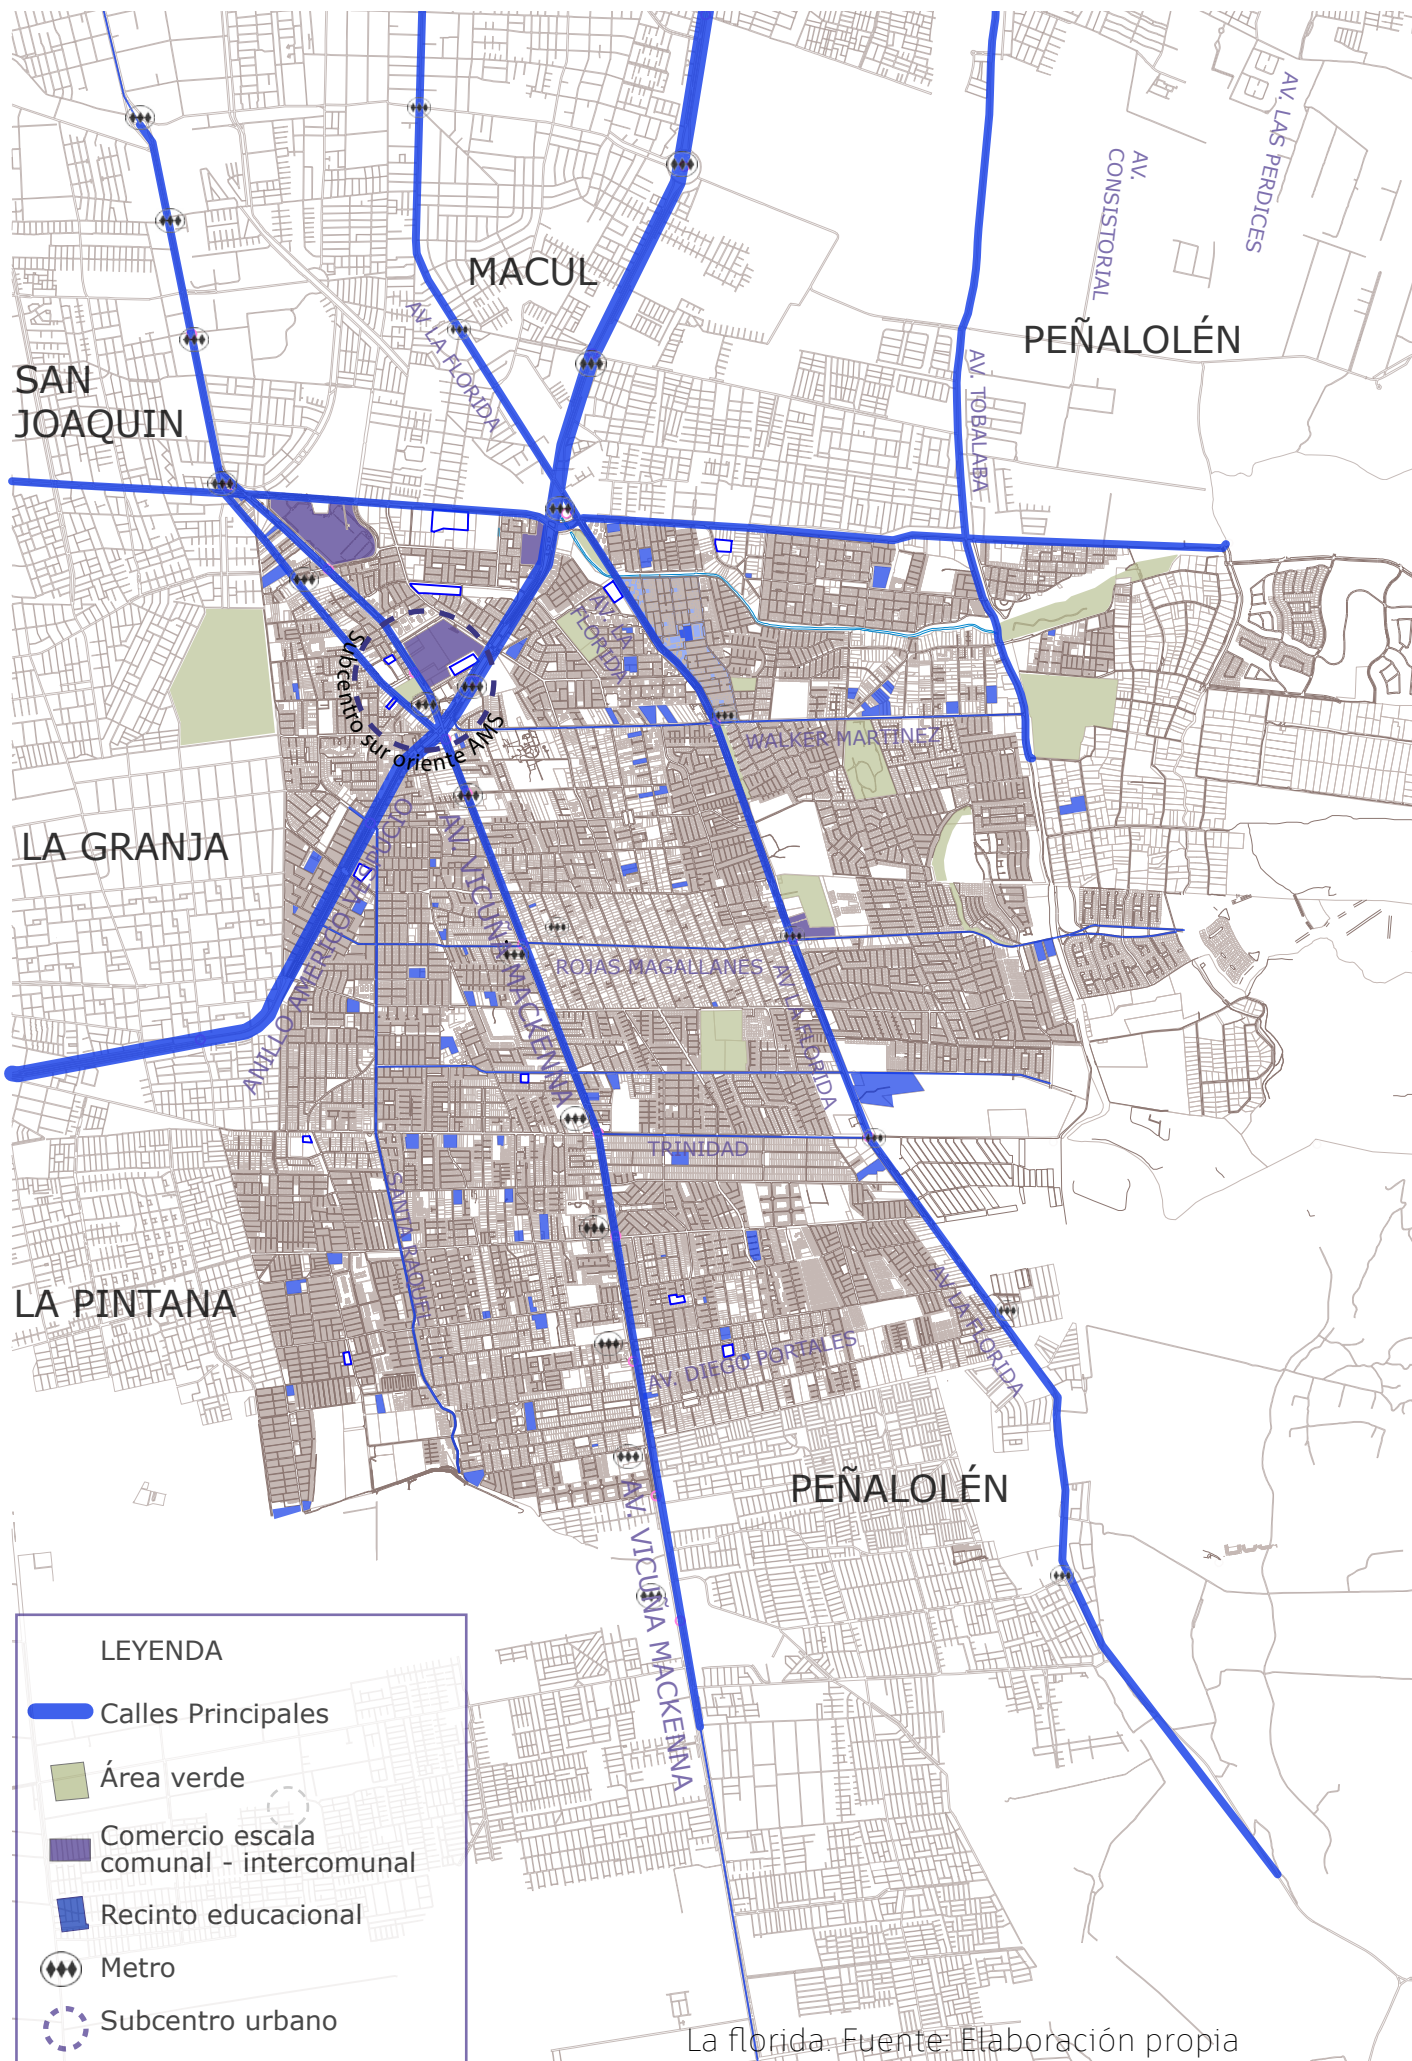 AV. LAS PERDICES
AV.
CONSISTORIAL
MACUL
PEÑALOLÉN
AV. LA FLORIDA
AV. TOBALABA
SAN
JOAQUIN
AV. LA
FLORIDA
Subcentro sur oriente AMS
WALKER MARTINEZ
LA GRANJA
ANILLO AMERICO VESPUCIO
AV. VICUÑA MACKENNA
ROJAS MAGALLANES
AV LA FLORIDA
TRINIDAD
SANTA RAQUEL
LA PINTANA
AV. LA FLORIDA
AV. DIEGO PORTALES
PEÑALOLÉN
AV. VICUÑA MACKENNA
LEYENDA
Calles Principales
Área verde
Comercio escala
comunal - intercomunal
Recinto educacional
Metro
Subcentro urbano
La florida. Fuente: Elaboración propia